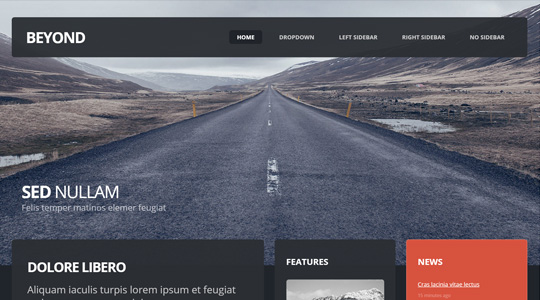 BEYOND
HOME DROPDOWN LEFT SIDEBAR RIGHT SIDEBAR NO SIDEBAR
SED NULLAM
Felis temper matinos elemer feugiat
DOLORE LIBERO
Aliquam iaculis turpis lorem ipsum et feugiat
FEATURES
NEWS
Cras lacinia vitae lectus